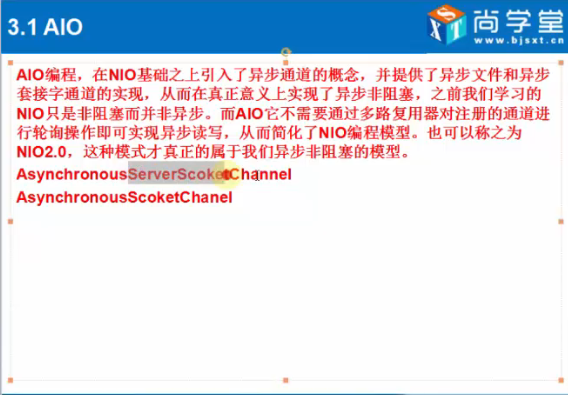 3.1 AIO
尚学堂
www.bjsxt.com
AIO编程，在NIO基础之上引入了异步通道的概念，并提供了异步文件和异步
套接字通道的实现，从而在真正意义上实现了异步非阻塞，之前我们学习的
NIO只是非阻塞而并非异步。而AIO它不需要通过多路复用器对注册的通道进
行轮询操作即可实现异步读写，从而简化了NIO编程模型。也可以称之为
NIO2.0，这种模式才真正的属于我们异步非阻塞的模型。
AsynchronousServerScoketChannel
AsynchronousScoketChanel